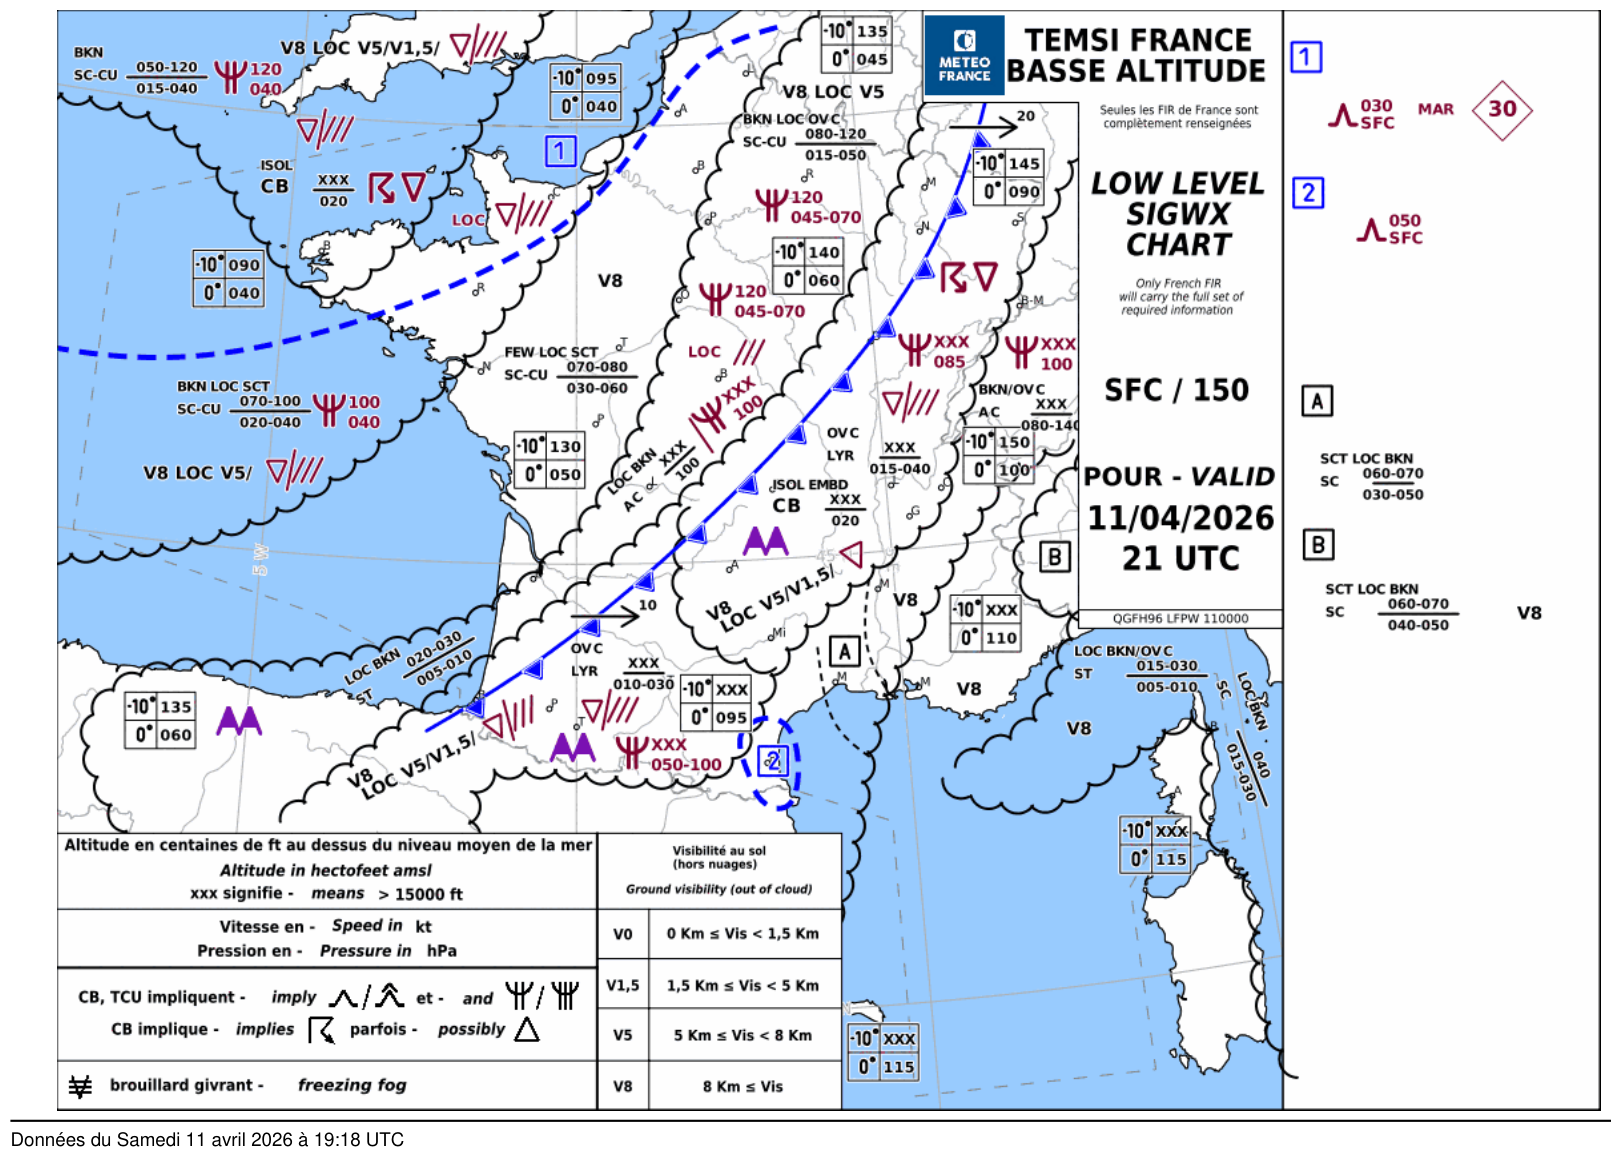 BKN
SC-CU 050-120
015-040
120
040
V8 LOC V5/V1,5/
-10° 095
0° 040
1
ISOL
CB XXX
020
LOC
-10° 090
0° 040
BKN LOC SCT
SC-CU 070-100
020-040
100
040
V8 LOC V5/
5 W
V8
FEW LOC SCT
SC-CU 070-080
030-060
-10° 130
0° 050
-10° 135
0° 045
V8 LOC V5
BKN LOC OVC
SC-CU 080-120
015-050
120
045-070
-10° 140
0° 060
120
045-070
LOC
XXX
100
LOC BKN
AC XXX
100
20
-10° 145
0° 090
XXX
085
XXX
100
BKN/OVC
AC XXX
080-140
-10° 150
0° 100
OVC
LYR XXX
015-040
ISOL EMBD
CB XXX
020
V8
LOC V5/V1,5/
45
10
OVC
LYR XXX
010-030
-10° XXX
0° 095
XXX
050-100
2
V8
LOC V5/V1,5/
LOC BKN
ST 020-030
005-010
-10° 135
0° 060
A
V8
-10° XXX
0° 110
B
V8
LOC BKN/OVC
ST 015-030
005-010
V8
LOC BKN
SC 040
015-030
-10° XXX
0° 115
-10° XXX
0° 115
METEO
FRANCE
TEMSI FRANCE
BASSE ALTITUDE
Seules les FIR de France sont
complètement renseignées
LOW LEVEL
SIGWX
CHART
Only French FIR
will carry the full set of
required information
SFC / 150
POUR - VALID
11/04/2026
21 UTC
QGFH96 LFPW 110000
1
030
SFC MAR 30
2
050
SFC
A
SCT LOC BKN
SC 060-070
030-050
B
SCT LOC BKN
SC 060-070
040-050 V8
Altitude en centaines de ft au dessus du niveau moyen de la mer
Altitude in hectofeet amsl
xxx signifie - means > 15000 ft
Vitesse en - Speed in kt
Pression en - Pressure in hPa
CB, TCU impliquent - imply / et - and /
CB implique - implies parfois - possibly
brouillard givrant - freezing fog
Visibilité au sol
(hors nuages)
Ground visibility (out of cloud)
V0 0 Km ≤ Vis < 1,5 Km
V1,5 1,5 Km ≤ Vis < 5 Km
V5 5 Km ≤ Vis < 8 Km
V8 8 Km ≤ Vis
Données du Samedi 11 avril 2026 à 19:18 UTC